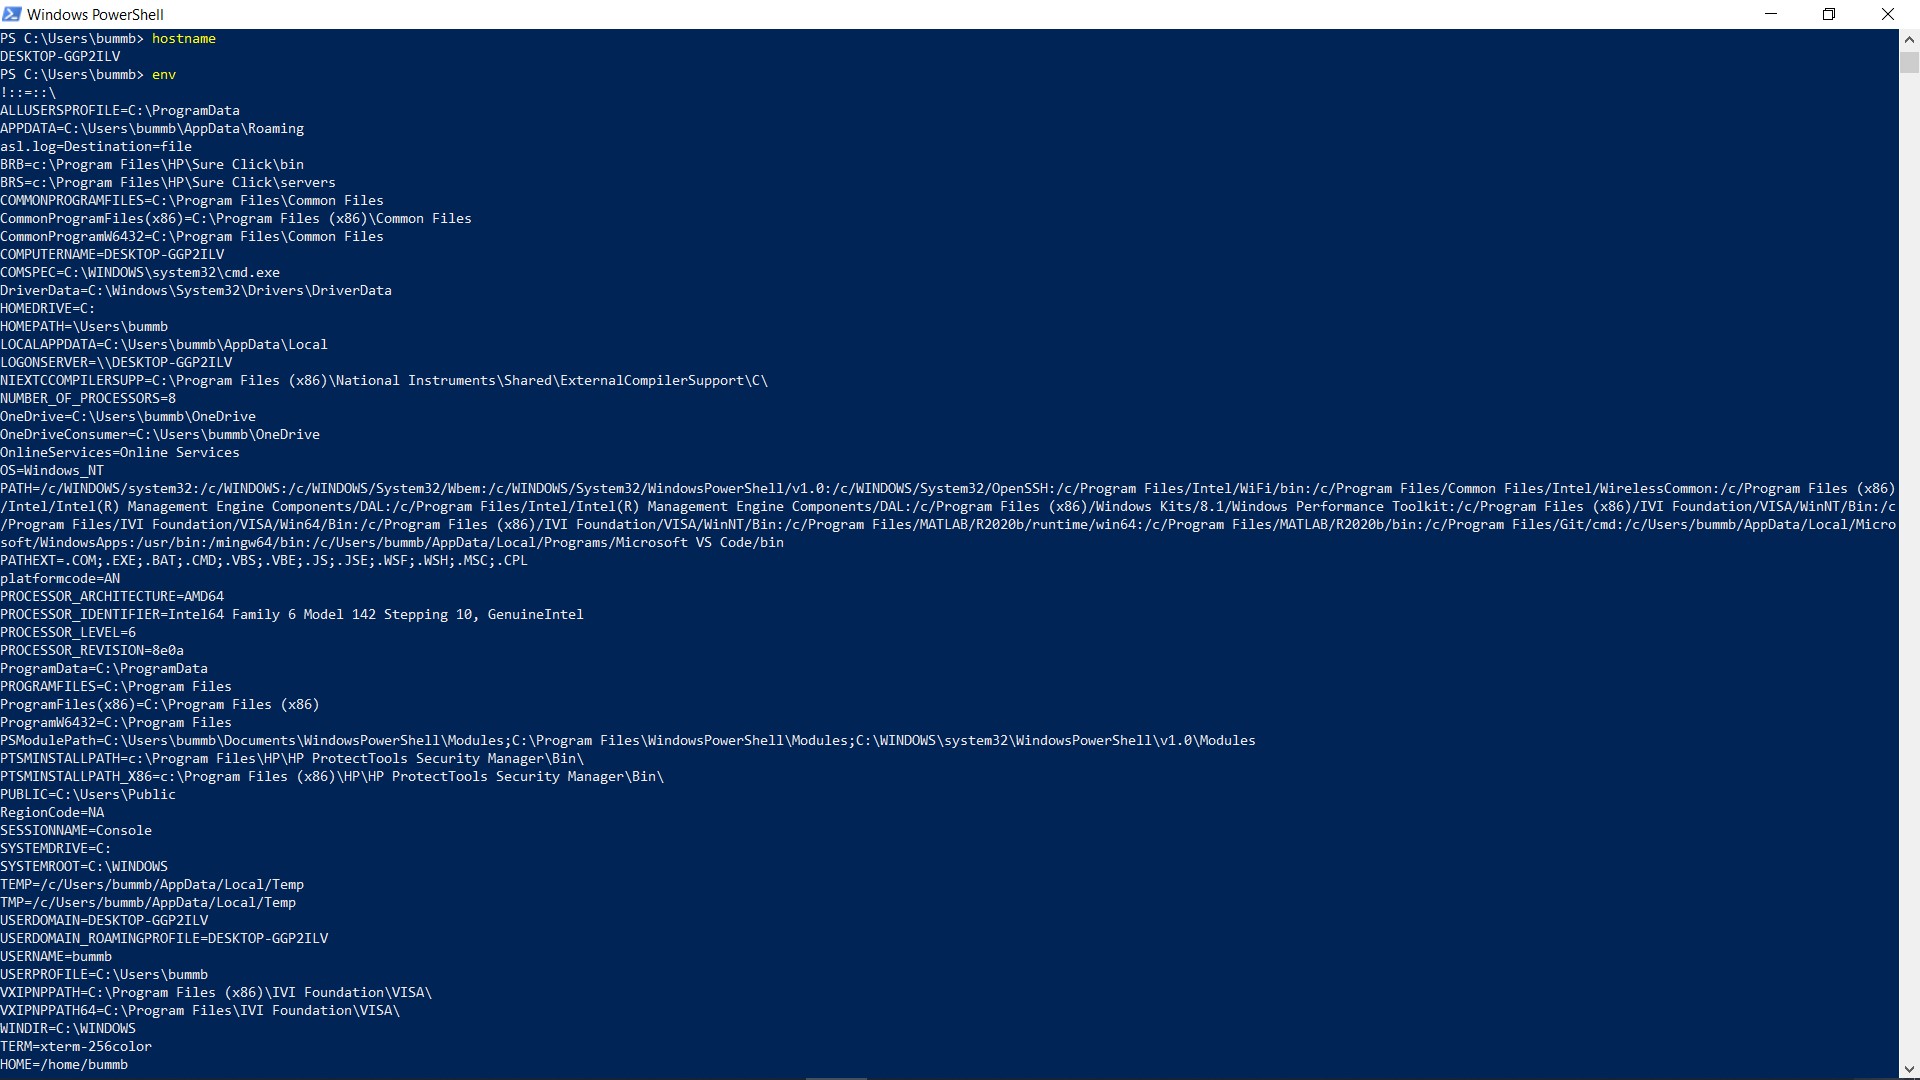 Windows PowerShell
PS C:\Users\bummb> hostname
DESKTOP-GGP2ILV
PS C:\Users\bummb> env
!::=::\
ALLUSERSPROFILE=C:\ProgramData
APPDATA=C:\Users\bummb\AppData\Roaming
asl.log=Destination=file
BRB=c:\Program Files\HP\Sure Click\bin
BRS=c:\Program Files\HP\Sure Click\servers
COMMONPROGRAMFILES=C:\Program Files\Common Files
CommonProgramFiles(x86)=C:\Program Files (x86)\Common Files
CommonProgramW6432=C:\Program Files\Common Files
COMPUTERNAME=DESKTOP-GGP2ILV
COMSPEC=C:\WINDOWS\system32\cmd.exe
DriverData=C:\Windows\System32\Drivers\DriverData
HOMEDRIVE=C:
HOMEPATH=\Users\bummb
LOCALAPPDATA=C:\Users\bummb\AppData\Local
LOGONSERVER=\\DESKTOP-GGP2ILV
NIEXTCCOMPILERSUPP=C:\Program Files (x86)\National Instruments\Shared\ExternalCompilerSupport\C\
NUMBER_OF_PROCESSORS=8
OneDrive=C:\Users\bummb\OneDrive
OneDriveConsumer=C:\Users\bummb\OneDrive
OnlineServices=Online Services
OS=Windows_NT
PATH=/c/WINDOWS/system32:/c/WINDOWS:/c/WINDOWS/System32/Wbem:/c/WINDOWS/System32/WindowsPowerShell/v1.0:/c/WINDOWS/System32/OpenSSH:/c/Program Files/Intel/WiFi/bin:/c/Program Files/Common Files/Intel/WirelessCommon:/c/Program Files (x86)
/Intel/Intel(R) Management Engine Components/DAL:/c/Program Files/Intel/Intel(R) Management Engine Components/DAL:/c/Program Files (x86)/Windows Kits/8.1/Windows Performance Toolkit:/c/Program Files (x86)/IVI Foundation/VISA/WinNT/Bin:/c
/Program Files/IVI Foundation/VISA/Win64/Bin:/c/Program Files (x86)/IVI Foundation/VISA/WinNT/Bin:/c/Program Files/MATLAB/R2020b/runtime/win64:/c/Program Files/MATLAB/R2020b/bin:/c/Program Files/Git/cmd:/c/Users/bummb/AppData/Local/Micro
soft/WindowsApps:/usr/bin:/mingw64/bin:/c/Users/bummb/AppData/Local/Programs/Microsoft VS Code/bin
PATHEXT=.COM;.EXE;.BAT;.CMD;.VBS;.VBE;.JS;.JSE;.WSF;.WSH;.MSC;.CPL
platformcode=AN
PROCESSOR_ARCHITECTURE=AMD64
PROCESSOR_IDENTIFIER=Intel64 Family 6 Model 142 Stepping 10, GenuineIntel
PROCESSOR_LEVEL=6
PROCESSOR_REVISION=8e0a
ProgramData=C:\ProgramData
PROGRAMFILES=C:\Program Files
ProgramFiles(x86)=C:\Program Files (x86)
ProgramW6432=C:\Program Files
PSModulePath=C:\Users\bummb\Documents\WindowsPowerShell\Modules;C:\Program Files\WindowsPowerShell\Modules;C:\WINDOWS\system32\WindowsPowerShell\v1.0\Modules
PTSMINSTALLPATH=c:\Program Files\HP\HP ProtectTools Security Manager\Bin\
PTSMINSTALLPATH_X86=c:\Program Files (x86)\HP\HP ProtectTools Security Manager\Bin\
PUBLIC=C:\Users\Public
RegionCode=NA
SESSIONNAME=Console
SYSTEMDRIVE=C:
SYSTEMROOT=C:\WINDOWS
TEMP=/c/Users/bummb/AppData/Local/Temp
TMP=/c/Users/bummb/AppData/Local/Temp
USERDOMAIN=DESKTOP-GGP2ILV
USERDOMAIN_ROAMINGPROFILE=DESKTOP-GGP2ILV
USERNAME=bummb
USERPROFILE=C:\Users\bummb
VXIPNPPATH=C:\Program Files (x86)\IVI Foundation\VISA\
VXIPNPPATH64=C:\Program Files\IVI Foundation\VISA\
WINDIR=C:\WINDOWS
TERM=xterm-256color
HOME=/home/bummb